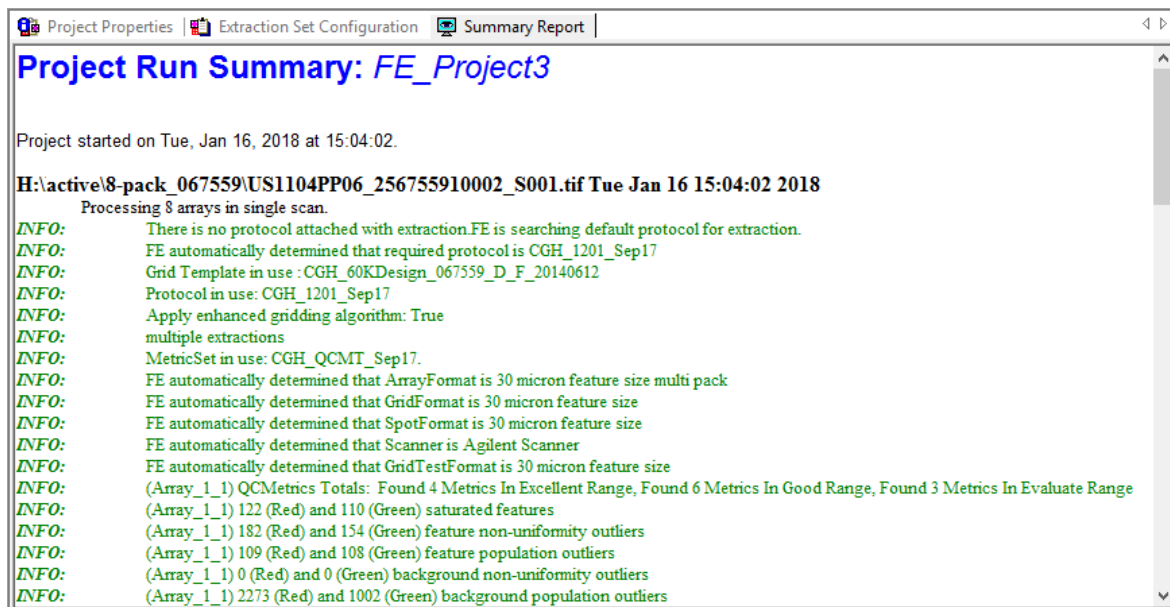 Project Properties Extraction Set Configuration Summary Report
Project Run Summary: FE_Project3
Project started on Tue, Jan 16, 2018 at 15:04:02.
H:\active\8-pack_067559\US1104PP06_256755910002_S001.tif Tue Jan 16 15:04:02 2018
Processing 8 arrays in single scan.
INFO: There is no protocol attached with extraction.FE is searching default protocol for extraction.
INFO: FE automatically determined that required protocol is CGH_1201_Sep17
INFO: Grid Template in use : CGH_60KDesign_067559_D_F_20140612
INFO: Protocol in use: CGH_1201_Sep17
INFO: Apply enhanced gridding algorithm: True
INFO: multiple extractions
INFO: MetricSet in use: CGH_QCMT_Sep17.
INFO: FE automatically determined that ArrayFormat is 30 micron feature size multi pack
INFO: FE automatically determined that GridFormat is 30 micron feature size
INFO: FE automatically determined that SpotFormat is 30 micron feature size
INFO: FE automatically determined that Scanner is Agilent Scanner
INFO: FE automatically determined that GridTestFormat is 30 micron feature size
INFO: (Array_1_1) QCMetrics Totals: Found 4 Metrics In Excellent Range, Found 6 Metrics In Good Range, Found 3 Metrics In Evaluate Range
INFO: (Array_1_1) 122 (Red) and 110 (Green) saturated features
INFO: (Array_1_1) 182 (Red) and 154 (Green) feature non-uniformity outliers
INFO: (Array_1_1) 109 (Red) and 108 (Green) feature population outliers
INFO: (Array_1_1) 0 (Red) and 0 (Green) background non-uniformity outliers
INFO: (Array_1_1) 2273 (Red) and 1002 (Green) background population outliers